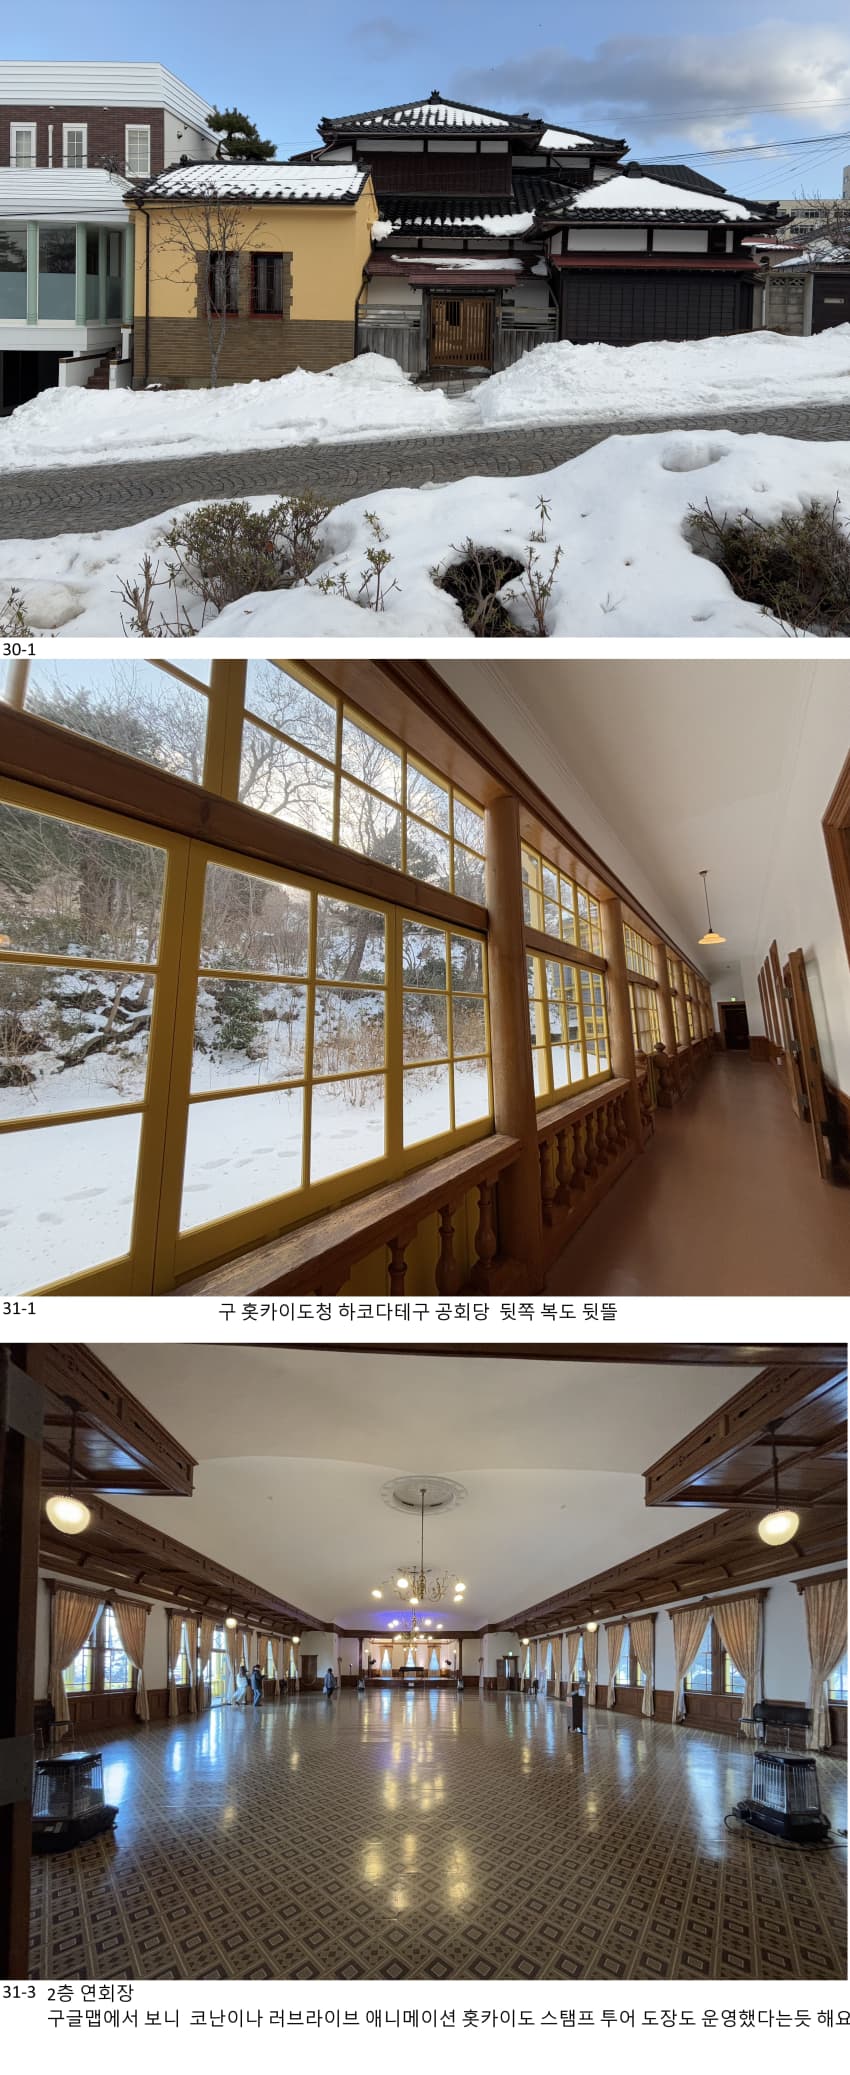 30-1
31-1 구 홋카이도청 하코다테구 공회당 뒷쪽 복도 뒷뜰
31-3 2층 연회장
구글맵에서 보니 코난이나 러브라이브 애니메이션 홋카이도 스탬프 투어 도장도 운영했다는듯 해요